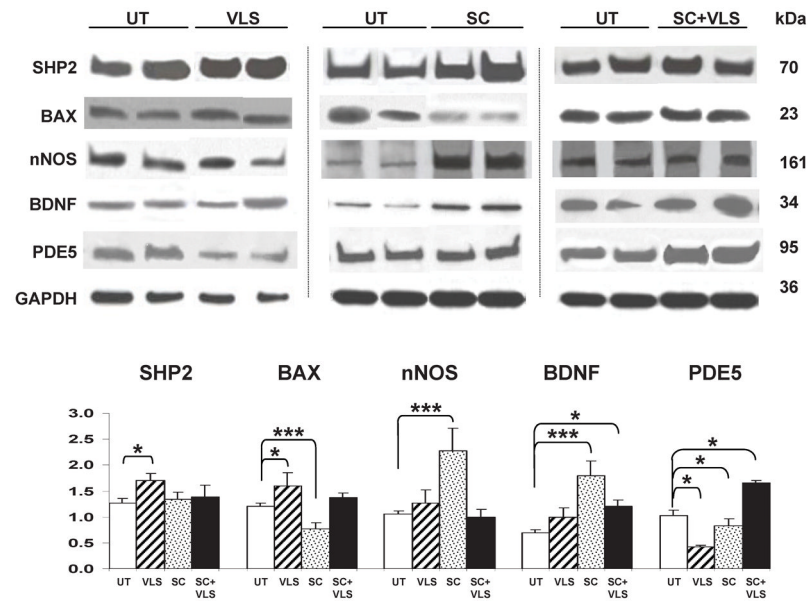 UT VLS UT SC UT SC+VLS kDa
SHP2 70
BAX 23
nNOS 161
BDNF 34
PDE5 95
GAPDH 36
SHP2 BAX nNOS BDNF PDE5
3.0
2.5
2.0
1.5
1.0
0.5
0.0
* *** * *** * *** * * *
UT VLS SC SC+ VLS UT VLS SC SC+ VLS UT VLS SC SC+ VLS UT VLS SC SC+ VLS UT VLS SC SC+ VLS